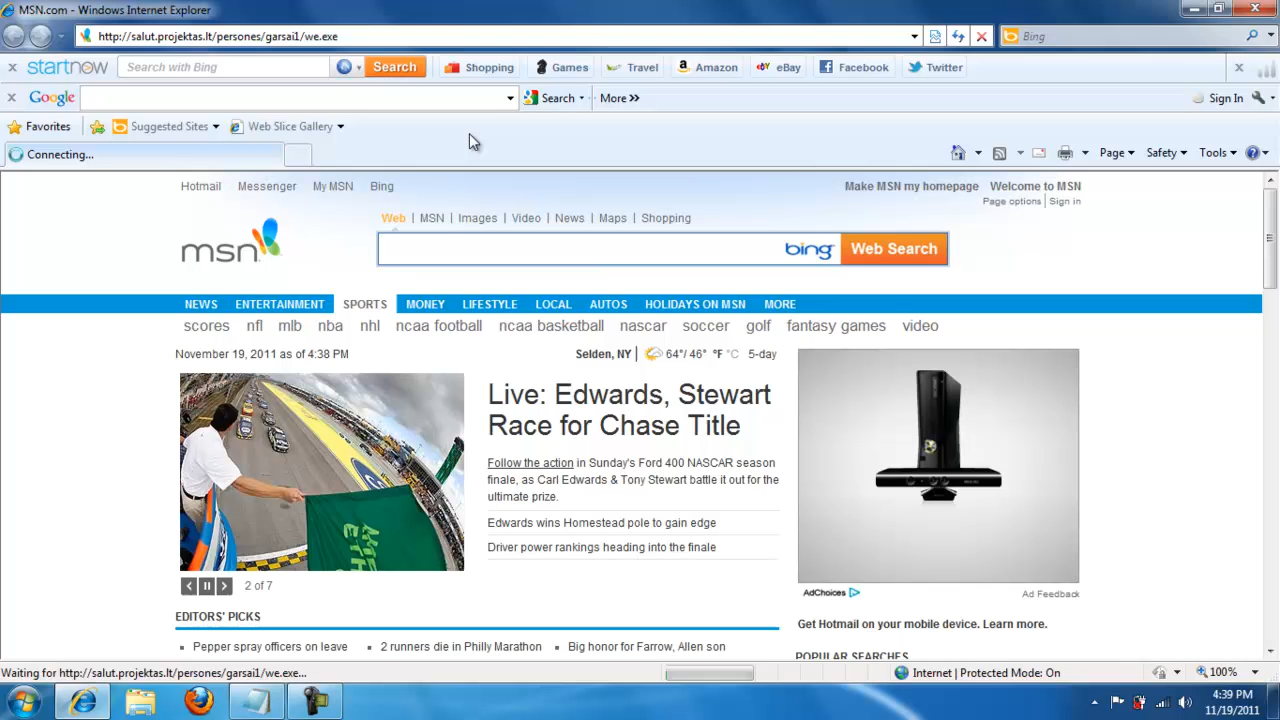 MSN.com - Windows Internet Explorer
http://salut.projektas.lt/persones/garsai1/we.exe
Bing
startnow
Search with Bing
Search
Shopping
Games
Travel
Amazon
eBay
Facebook
Twitter
Google
Search
More »
Sign In
Favorites
Suggested Sites
Web Slice Gallery
Connecting...
Page
Safety
Tools
Hotmail
Messenger
My MSN
Bing
Make MSN my homepage
Welcome to MSN
Page options | Sign in
Web | MSN | Images | Video | News | Maps | Shopping
msn
bing
Web Search
NEWS
ENTERTAINMENT
SPORTS
MONEY
LIFESTYLE
LOCAL
AUTOS
HOLIDAYS ON MSN
MORE
scores
nfl
mlb
nba
nhl
ncaa football
ncaa basketball
nascar
soccer
golf
fantasy games
video
November 19, 2011 as of 4:38 PM
Selden, NY | 64°/ 46° °F °C 5-day
Live: Edwards, Stewart
Race for Chase Title
Follow the action in Sunday's Ford 400 NASCAR season
finale, as Carl Edwards & Tony Stewart battle it out for the
ultimate prize.
Edwards wins Homestead pole to gain edge
Driver power rankings heading into the finale
2 of 7
AdChoices
Ad Feedback
EDITORS' PICKS
Get Hotmail on your mobile device. Learn more.
Pepper spray officers on leave
2 runners die in Philly Marathon
Big honor for Farrow, Allen son
POPULAR SEARCHES
Waiting for http://salut.projektas.lt/persones/garsai1/we.exe...
Internet | Protected Mode: On
100%
4:39 PM
11/19/2011